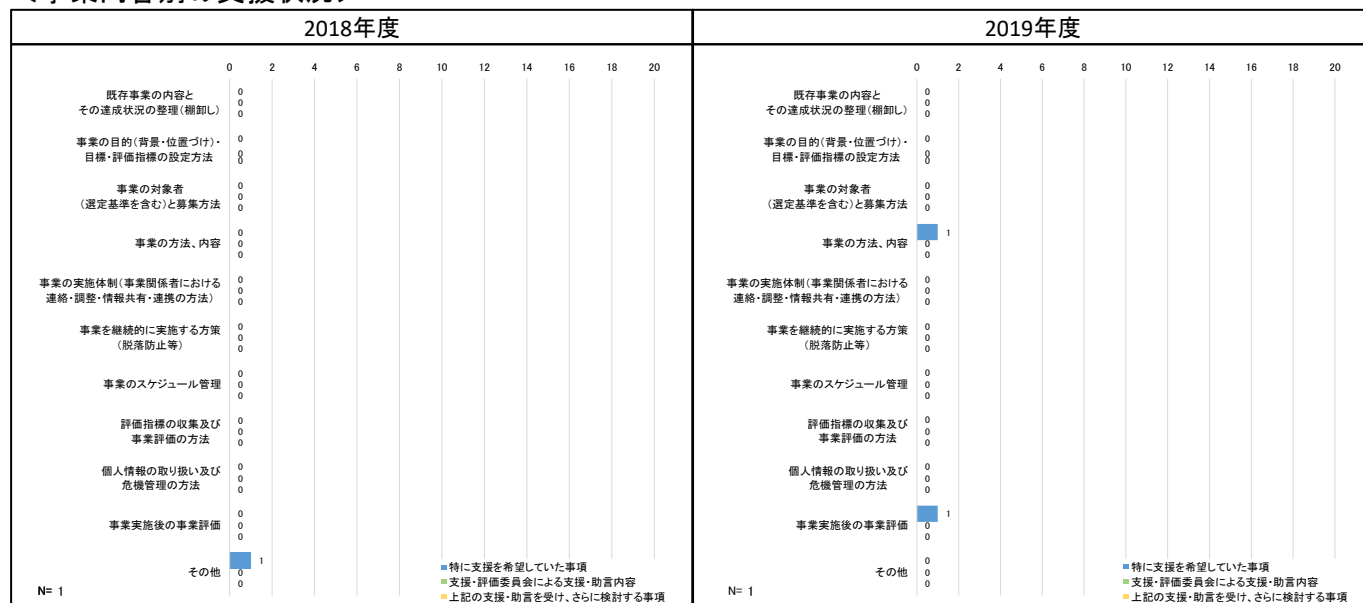 2018年度
0 2 4 6 8 10 12 14 16 18 20
既存事業の内容と
その達成状況の整理(棚卸し)
0
0
0
事業の目的(背景・位置づけ)・
目標・評価指標の設定方法
0
0
0
事業の対象者
(選定基準を含む)と募集方法
0
0
0
事業の方法、内容
0
0
0
事業の実施体制(事業関係者における
連絡・調整・情報共有・連携の方法)
0
0
0
事業を継続的に実施する方策
(脱落防止等)
0
0
0
事業のスケジュール管理
0
0
0
評価指標の収集及び
事業評価の方法
0
0
0
個人情報の取り扱い及び
危機管理の方法
0
0
0
事業実施後の事業評価
0
0
0
その他
1
0
0
N= 1
特に支援を希望していた事項
支援・評価委員会による支援・助言内容
上記の支援・助言を受け、さらに検討する事項
2019年度
0 2 4 6 8 10 12 14 16 18 20
既存事業の内容と
その達成状況の整理(棚卸し)
0
0
0
事業の目的(背景・位置づけ)・
目標・評価指標の設定方法
0
0
0
事業の対象者
(選定基準を含む)と募集方法
0
0
0
事業の方法、内容
1
0
0
事業の実施体制(事業関係者における
連絡・調整・情報共有・連携の方法)
0
0
0
事業を継続的に実施する方策
(脱落防止等)
0
0
0
事業のスケジュール管理
0
0
0
評価指標の収集及び
事業評価の方法
0
0
0
個人情報の取り扱い及び
危機管理の方法
0
0
0
事業実施後の事業評価
1
0
0
その他
0
0
0
N= 1
特に支援を希望していた事項
支援・評価委員会による支援・助言内容
上記の支援・助言を受け、さらに検討する事項